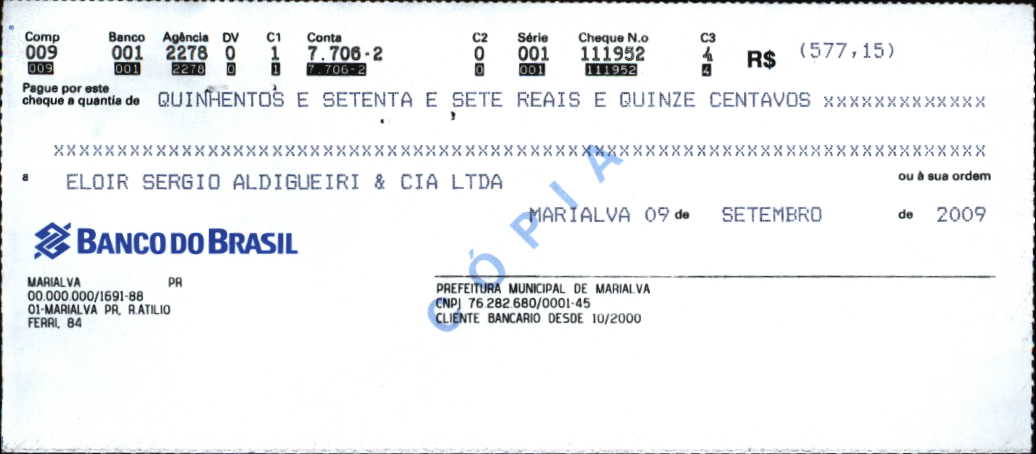 Comp Banco Agência DV C1 Conta C2 Série Cheque N.o C3
009 001 2278 0 1 7.706-2 0 001 111952 4 R$ (577,15)
009 001 2278 0 1 7.706-2 0 001 111952 4
Pague por este
cheque a quantia de QUINHENTOS E SETENTA E SETE REAIS E QUINZE CENTAVOS xxxxxxxxxxxxx
xxxxxxxxxxxxxxxxxxxxxxxxxxxxxxxxxxxxxxxxxxxxxxxxxxxxxxxxxxxxxxxxxxxxxxxxxxxxxxxxxxxxxxx
a ELOIR SERGIO ALDIGUEIRI & CIA LTDA ou à sua ordem
MARIALVA 09 de SETEMBRO de 2009
CÓPIA
BANCO DO BRASIL
MARIALVA PR
00.000.000/1691-88
01-MARIALVA PR, R.ATILIO
FERRI, 84
PREFEITURA MUNICIPAL DE MARIALVA
CNPJ 76.282.680/0001-45
CLIENTE BANCARIO DESDE 10/2000